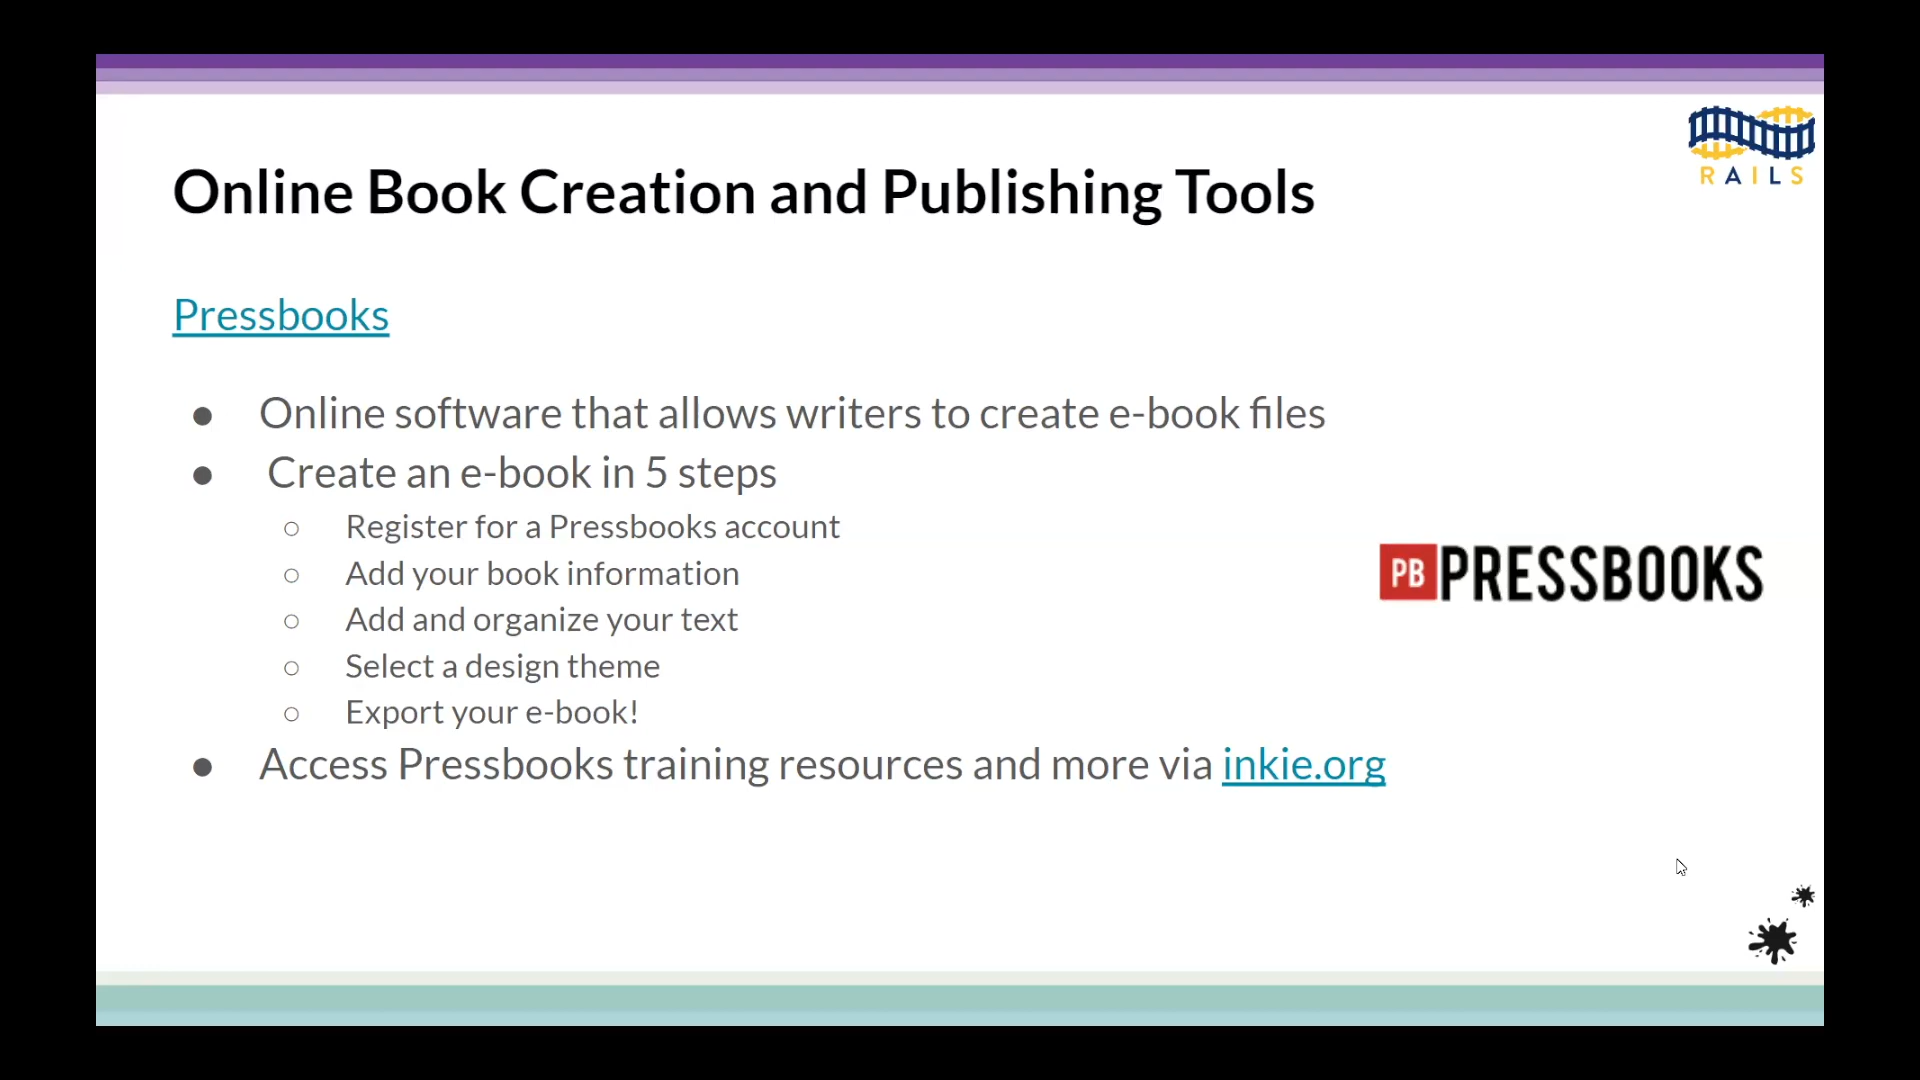 RAILS
Online Book Creation and Publishing Tools
Pressbooks
● Online software that allows writers to create e-book files
● Create an e-book in 5 steps
○ Register for a Pressbooks account
○ Add your book information
○ Add and organize your text
○ Select a design theme
○ Export your e-book!
PB PRESSBOOKS
● Access Pressbooks training resources and more via inkie.org